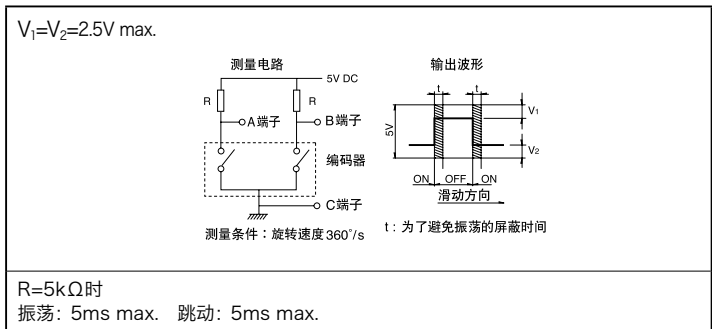 V₁=V₂=2.5V max.
测量电路
5V DC
R
R
A端子
B端子
编码器
C端子
测量条件：旋转速度360°/s
输出波形
t
t
V₁
5V
V₂
ON
OFF
ON
滑动方向
t：为了避免振荡的屏蔽时间
R=5kΩ时
振荡：5ms max. 跳动：5ms max.